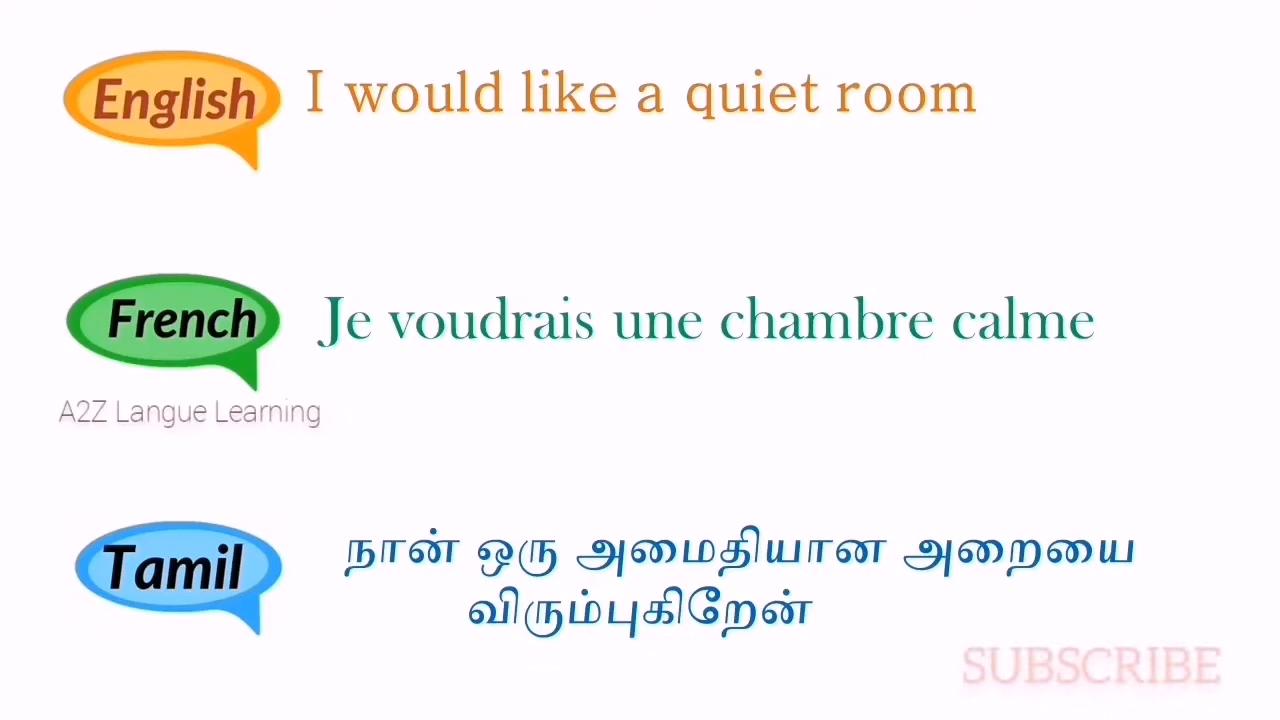 English I would like a quiet room
French Je voudrais une chambre calme
A2Z Langue Learning
Tamil நான் ஒரு அமைதியான அறையை
விரும்புகிறேன்
SUBSCRIBE